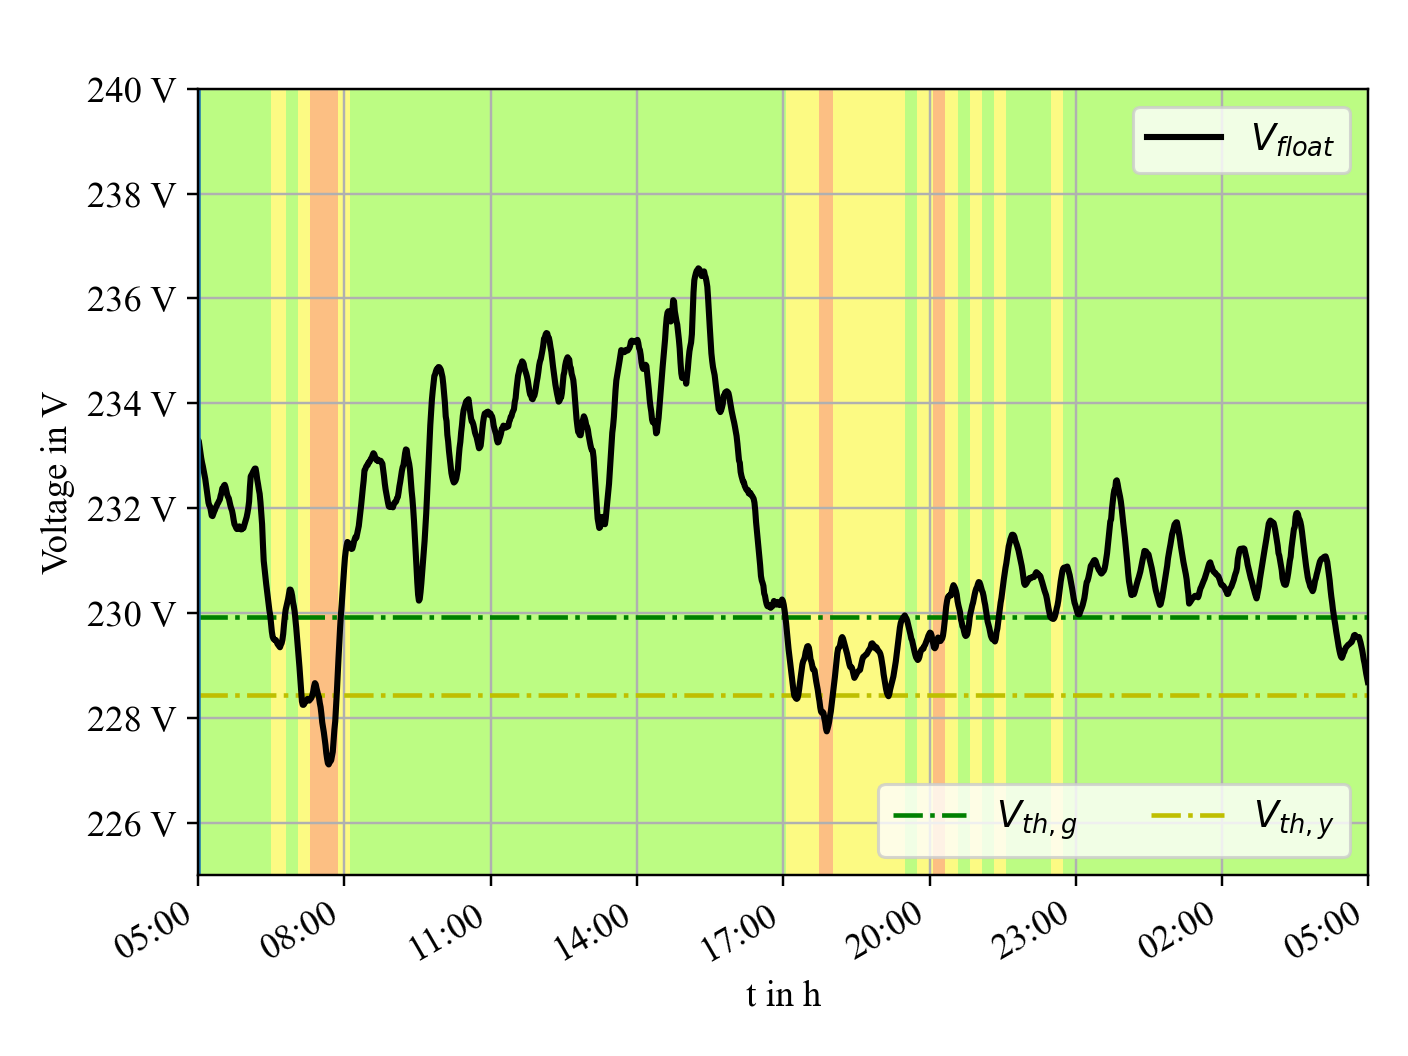 240 V
238 V
236 V
234 V
232 V
230 V
228 V
226 V
Voltage in V
V_float
V_th,g
V_th,y
05:00 08:00 11:00 14:00 17:00 20:00 23:00 02:00 05:00
t in h